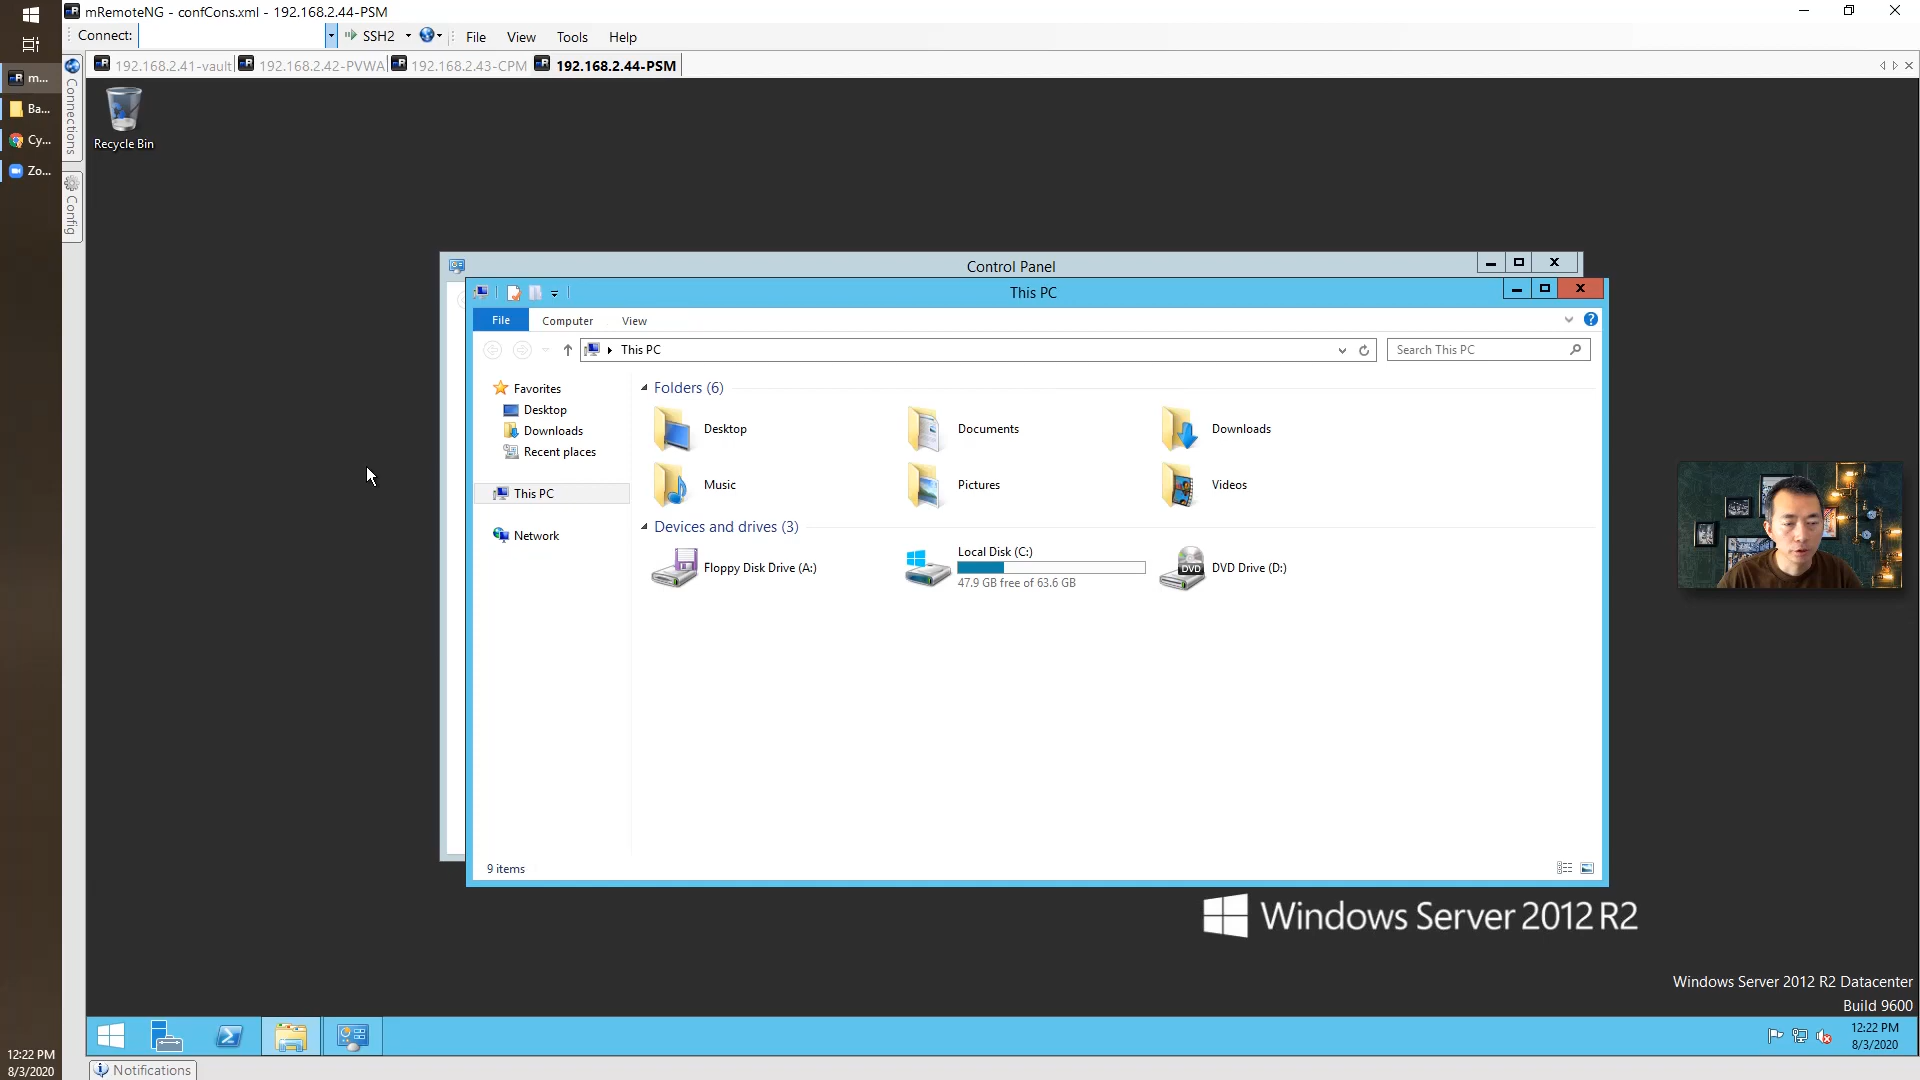 mRemoteNG - confCons.xml - 192.168.2.44-PSM
Connect:
SSH2
File
View
Tools
Help
m...
Ba...
Cy...
Zo...
Connections
Config
192.168.2.41-vault
192.168.2.42-PVWA
192.168.2.43-CPM
192.168.2.44-PSM
Recycle Bin
Control Panel
This PC
File
Computer
View
This PC
Search This PC
Favorites
Desktop
Downloads
Recent places
This PC
Network
Folders (6)
Desktop
Documents
Downloads
Music
Pictures
Videos
Devices and drives (3)
Floppy Disk Drive (A:)
Local Disk (C:)
47.9 GB free of 63.6 GB
DVD
DVD Drive (D:)
9 items
Windows Server 2012 R2
Windows Server 2012 R2 Datacenter
Build 9600
12:22 PM
8/3/2020
12:22 PM
8/3/2020
Notifications